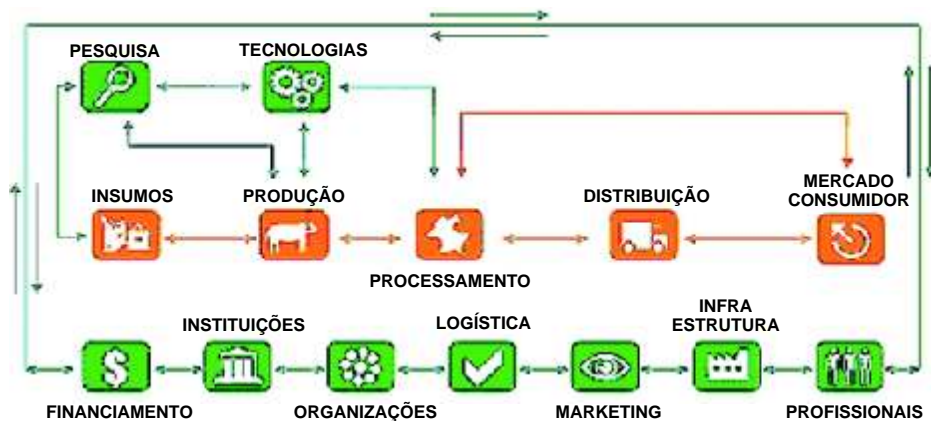 PESQUISA
TECNOLOGIAS
INSUMOS
PRODUÇÃO
DISTRIBUIÇÃO
MERCADO
CONSUMIDOR
PROCESSAMENTO
INSTITUIÇÕES
LOGÍSTICA
INFRA
ESTRUTURA
$
FINANCIAMENTO
ORGANIZAÇÕES
MARKETING
PROFISSIONAIS